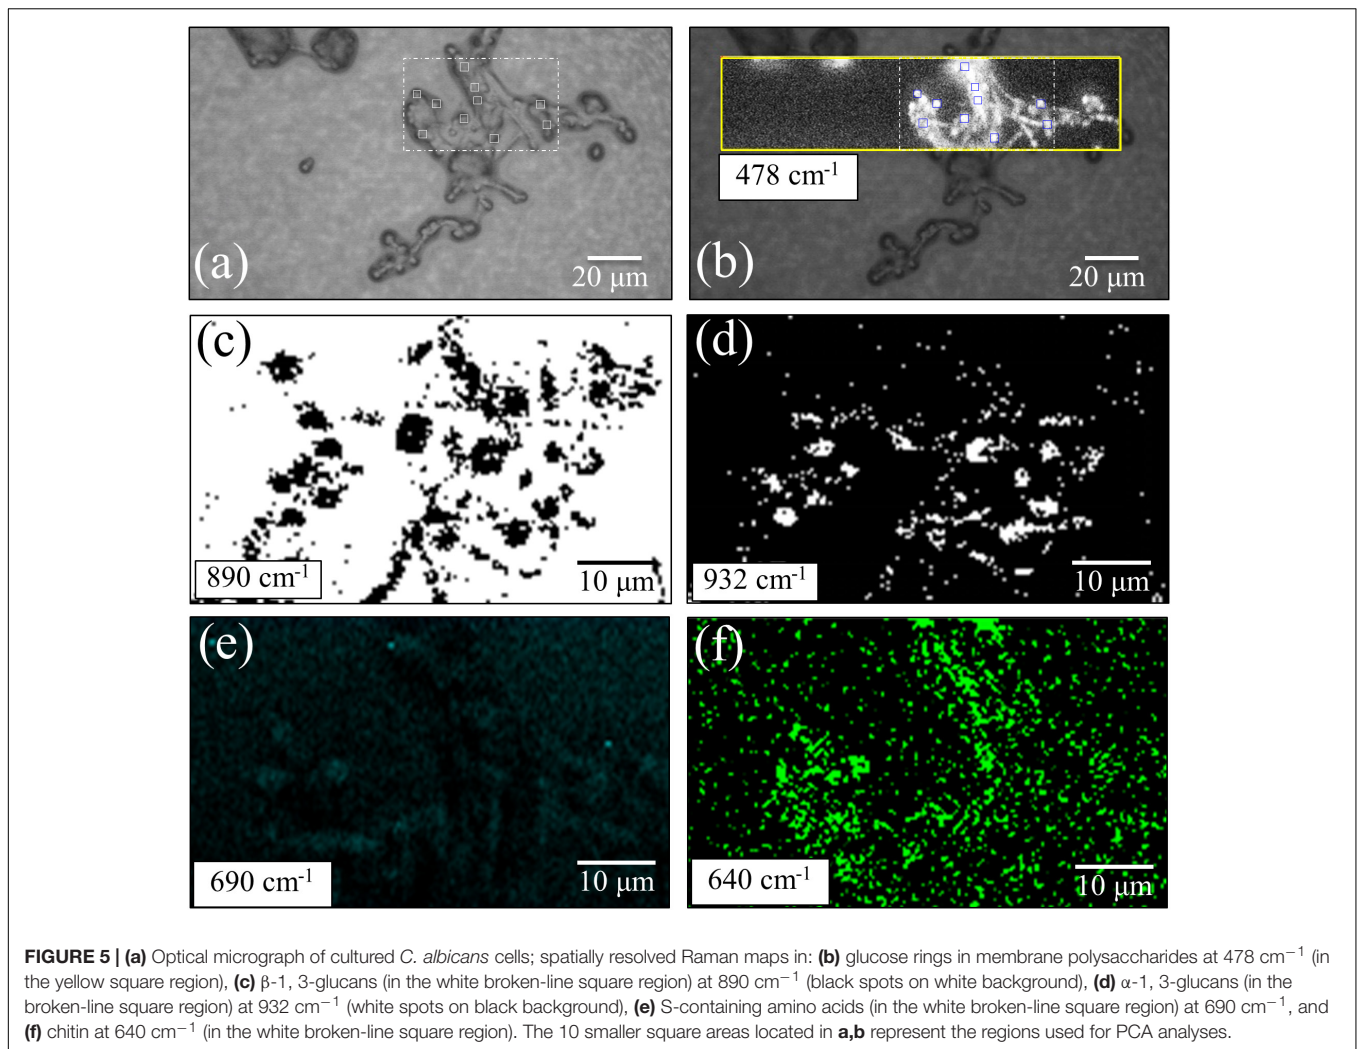 (a)
20 μm
478 cm-1
(b)
20 μm
(c)
890 cm-1
10 μm
(d)
932 cm-1
10 μm
(e)
690 cm-1
10 μm
(f)
640 cm-1
10 μm
FIGURE 5 | (a) Optical micrograph of cultured C. albicans cells; spatially resolved Raman maps in: (b) glucose rings in membrane polysaccharides at 478 cm−1 (in
the yellow square region), (c) β-1, 3-glucans (in the white broken-line square region) at 890 cm−1 (black spots on white background), (d) α-1, 3-glucans (in the
broken-line square region) at 932 cm−1 (white spots on black background), (e) S-containing amino acids (in the white broken-line square region) at 690 cm−1, and
(f) chitin at 640 cm−1 (in the white broken-line square region). The 10 smaller square areas located in a,b represent the regions used for PCA analyses.